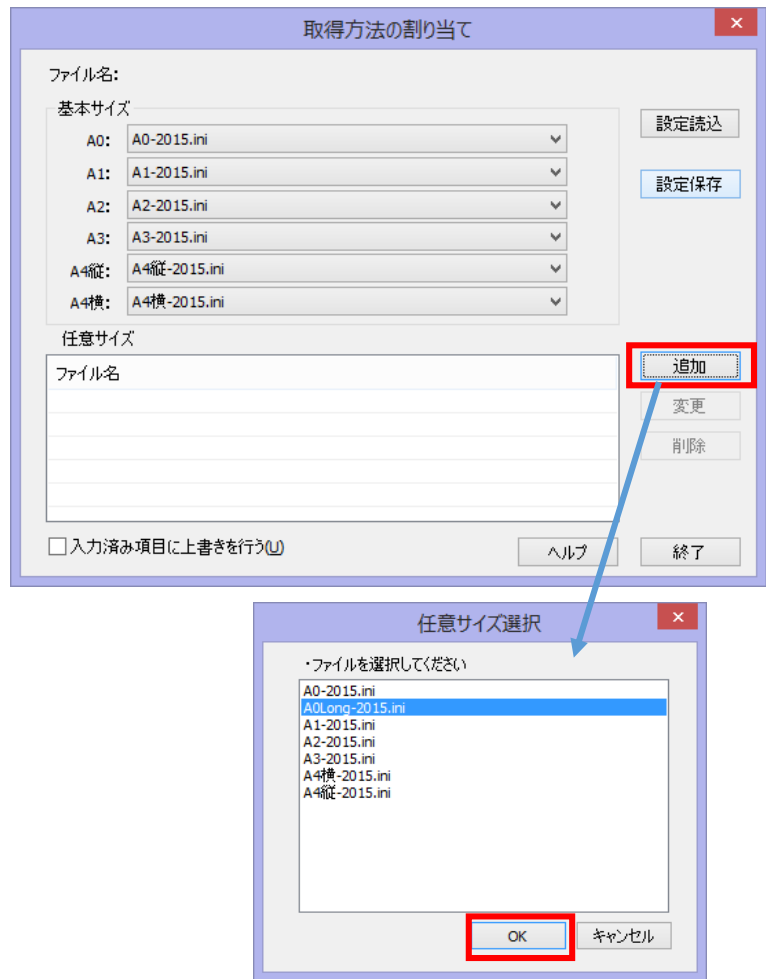 取得方法の割り当て
ファイル名:
基本サイズ
A0: A0-2015.ini
A1: A1-2015.ini
A2: A2-2015.ini
A3: A3-2015.ini
A4縦: A4縦-2015.ini
A4横: A4横-2015.ini
設定読込
設定保存
任意サイズ
ファイル名
追加
変更
削除
入力済み項目に上書きを行う(U)
ヘルプ
終了
任意サイズ選択
・ファイルを選択してください
A0-2015.ini
A0Long-2015.ini
A1-2015.ini
A2-2015.ini
A3-2015.ini
A4横-2015.ini
A4縦-2015.ini
OK
キャンセル